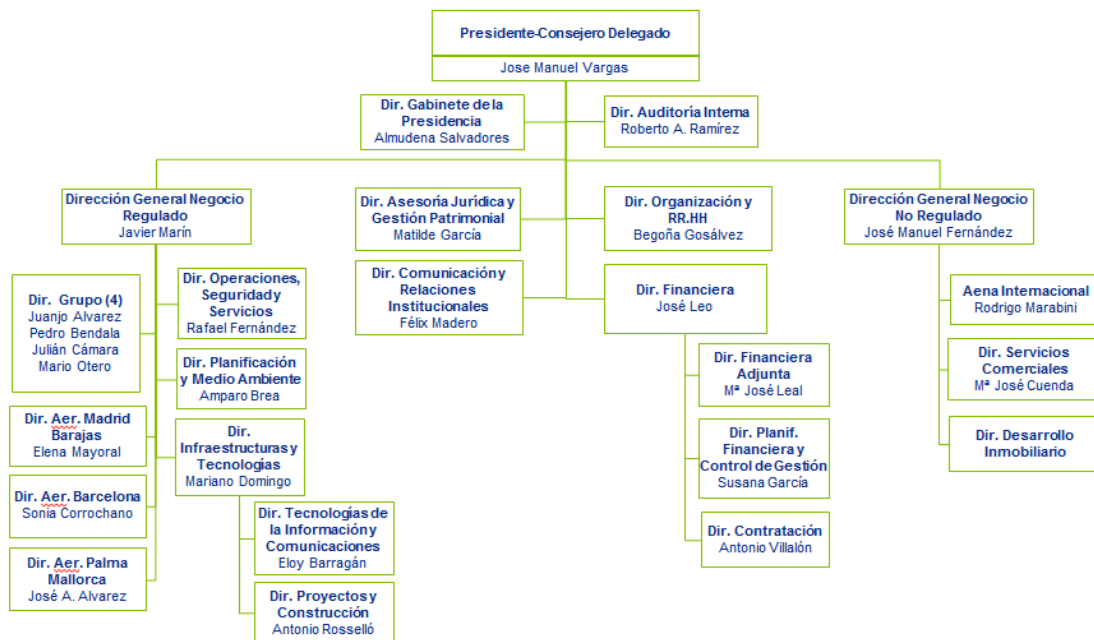 Presidente-Consejero Delegado
Jose Manuel Vargas
Dir. Gabinete de la
Presidencia
Almudena Salvadores
Dir. Auditoría Interna
Roberto A. Ramírez
Dirección General Negocio
Regulado
Javier Marín
Dir. Asesoría Jurídica y
Gestión Patrimonial
Matilde García
Dir. Organización y
RR.HH
Begoña Gosálvez
Dirección General Negocio
No Regulado
José Manuel Fernández
Dir. Comunicación y
Relaciones
Institucionales
Félix Madero
Dir. Financiera
José Leo
Dir. Grupo (4)
Juanjo Alvarez
Pedro Bendala
Julián Cámara
Mario Otero
Dir. Operaciones,
Seguridad y
Servicios
Rafael Fernández
Aena Internacional
Rodrigo Marabini
Dir. Planificación
y Medio Ambiente
Amparo Brea
Dir. Financiera
Adjunta
Mª José Leal
Dir. Servicios
Comerciales
Mª José Cuenda
Dir. Aer. Madrid
Barajas
Elena Mayoral
Dir.
Infraestructuras y
Tecnologías
Mariano Domingo
Dir. Planif.
Financiera y
Control de Gestión
Susana García
Dir. Desarrollo
Inmobiliario
Dir. Aer. Barcelona
Sonia Corrochano
Dir. Tecnologías de
la Información y
Comunicaciones
Eloy Barragán
Dir. Contratación
Antonio Villalón
Dir. Aer. Palma
Mallorca
José A. Alvarez
Dir. Proyectos y
Construcción
Antonio Rosselló